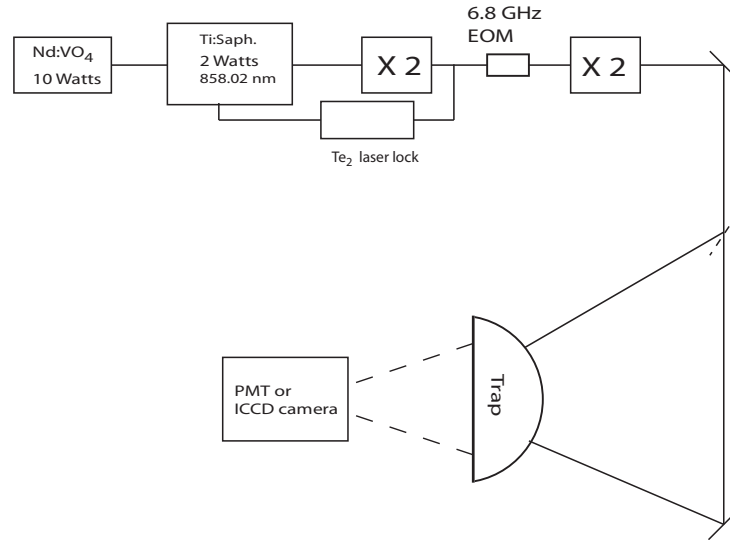 6.8 GHz
EOM
Nd:VO4
10 Watts
Ti:Saph.
2 Watts
858.02 nm
X 2
X 2
Te2 laser lock
Trap
PMT or
ICCD camera